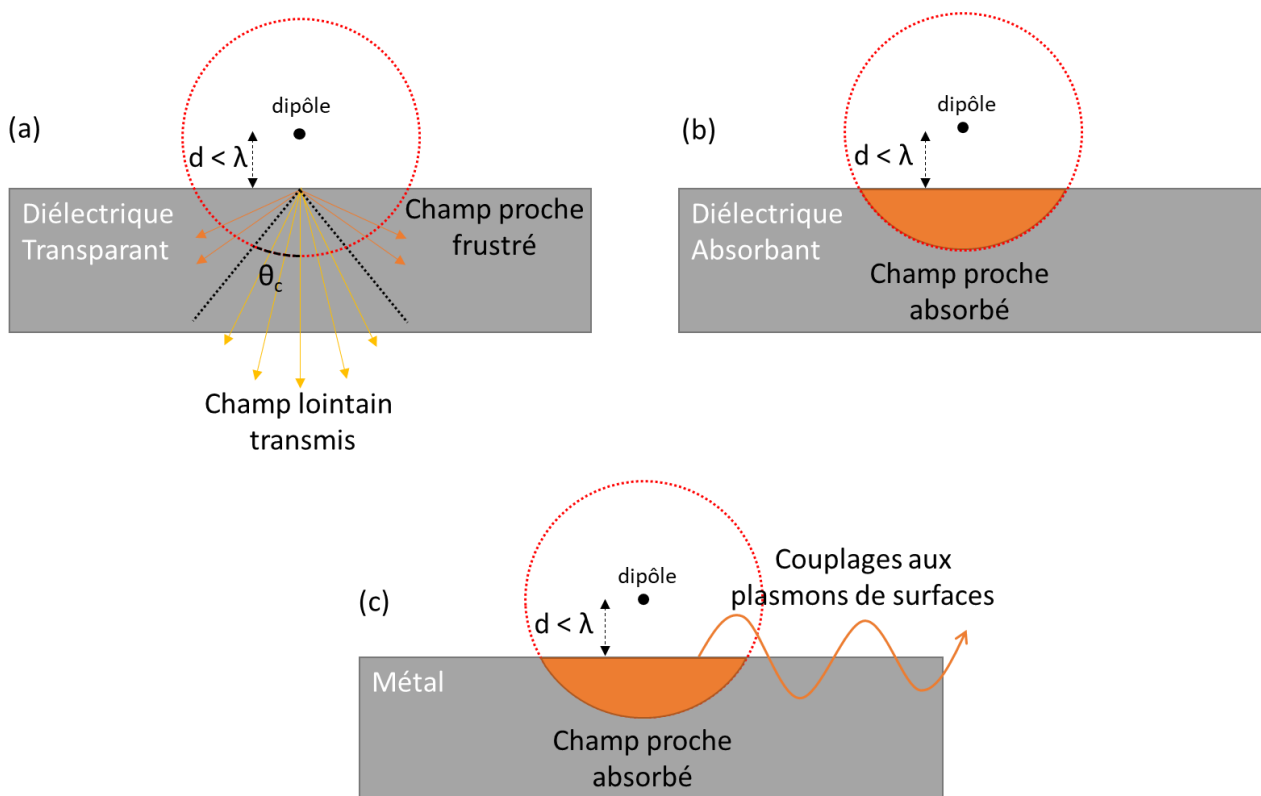 (a)
dipôle
d < λ
Diélectrique
Transparant
Champ proche
frustré
θc
Champ lointain
transmis
(b)
dipôle
d < λ
Diélectrique
Absorbant
Champ proche
absorbé
(c)
dipôle
d < λ
Couplages aux
plasmons de surfaces
Métal
Champ proche
absorbé